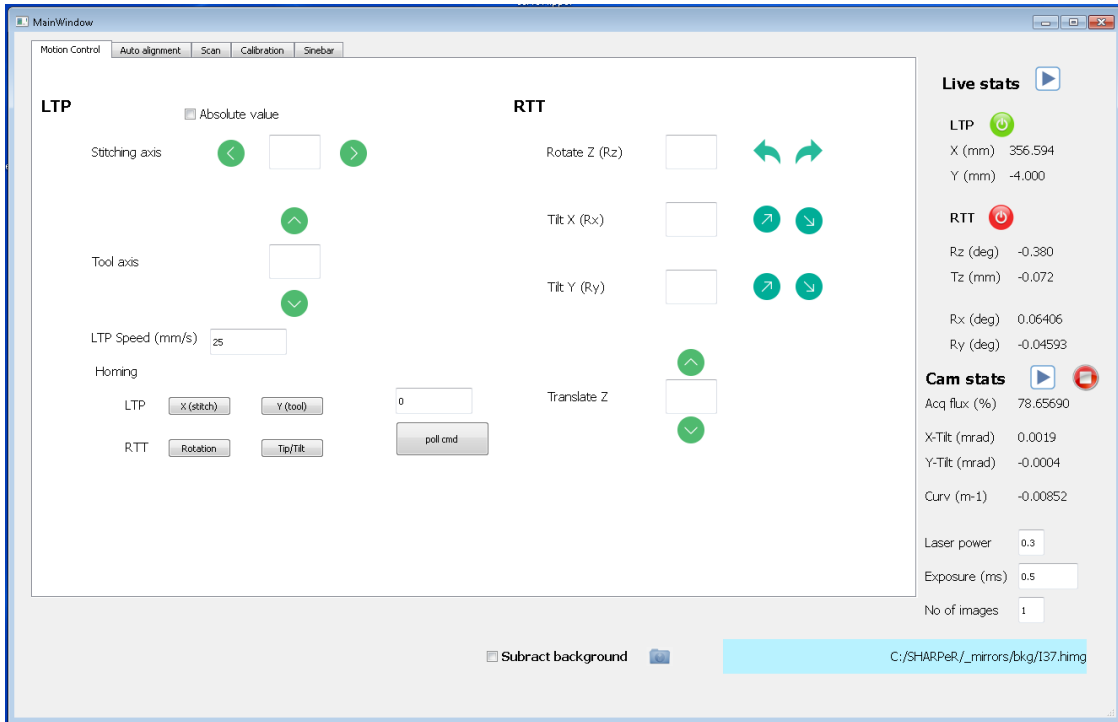 MainWindow
Motion Control Auto alignment Scan Calibration Sinebar
LTP
Absolute value
Stitching axis
Tool axis
LTP Speed (mm/s) 25
Homing
LTP X (stitch) Y (tool) 0
RTT Rotation Tip/Tilt poll cmd
RTT
Rotate Z (Rz)
Tilt X (Rx)
Tilt Y (Ry)
Translate Z
Live stats
LTP
X (mm) 356.594
Y (mm) -4.000
RTT
Rz (deg) -0.380
Tz (mm) -0.072
Rx (deg) 0.06406
Ry (deg) -0.04593
Cam stats
Acq flux (%) 78.65690
X-Tilt (mrad) 0.0019
Y-Tilt (mrad) -0.0004
Curv (m-1) -0.00852
Laser power 0.3
Exposure (ms) 0.5
No of images 1
Subract background C:/SHARPeR/_mirrors/bkg/I37.himg